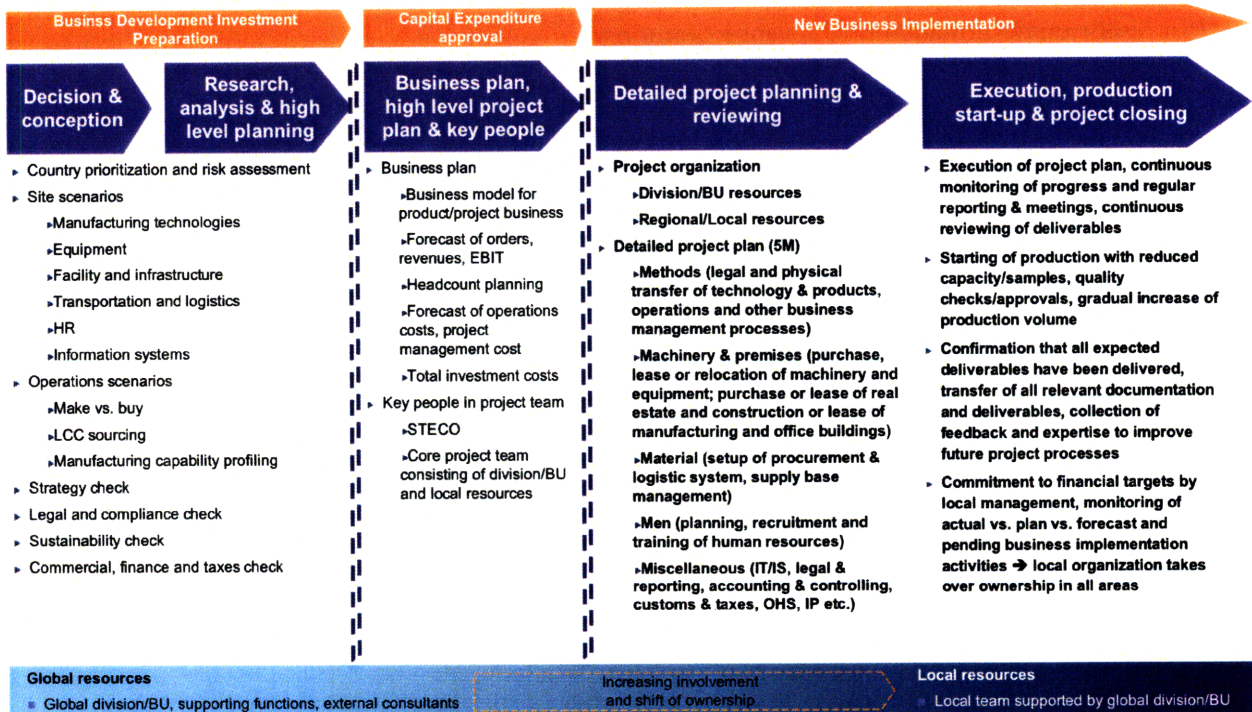 Businss Development Investment
Preparation
Capital Expenditure
approval
New Business Implementation
Decision &
conception
Research,
analysis & high
level planning
Business plan,
high level project
plan & key people
Detailed project planning &
reviewing
Execution, production
start-up & project closing
Country prioritization and risk assessment
Site scenarios
Manufacturing technologies
Equipment
Facility and infrastructure
Transportation and logistics
HR
Information systems
Operations scenarios
Make vs. buy
LCC sourcing
Manufacturing capability profiling
Strategy check
Legal and compliance check
Sustainability check
Commercial, finance and taxes check
Business plan
Business model for
product/project business
Forecast of orders,
revenues, EBIT
Headcount planning
Forecast of operations
costs, project
management cost
Total investment costs
Key people in project team
STECO
Core project team
consisting of division/BU
and local resources
Project organization
Division/BU resources
Regional/Local resources
Detailed project plan (5M)
Methods (legal and physical
transfer of technology & products,
operations and other business
management processes)
Machinery & premises (purchase,
lease or relocation of machinery and
equipment; purchase or lease of real
estate and construction or lease of
manufacturing and office buildings)
Material (setup of procurement &
logistic system, supply base
management)
Men (planning, recruitment and
training of human resources)
Miscellaneous (IT/IS, legal &
reporting, accounting & controlling,
customs & taxes, OHS, IP etc.)
Execution of project plan, continuous
monitoring of progress and regular
reporting & meetings, continuous
reviewing of deliverables
Starting of production with reduced
capacity/samples, quality
checks/approvals, gradual increase of
production volume
Confirmation that all expected
deliverables have been delivered,
transfer of all relevant documentation
and deliverables, collection of
feedback and expertise to improve
future project processes
Commitment to financial targets by
local management, monitoring of
actual vs. plan vs. forecast and
pending business implementation
activities ➔ local organization takes
over ownership in all areas
Global resources
Global division/BU, supporting functions, external consultants
Increasing involvement
and shift of ownership
Local resources
Local team supported by global division/BU